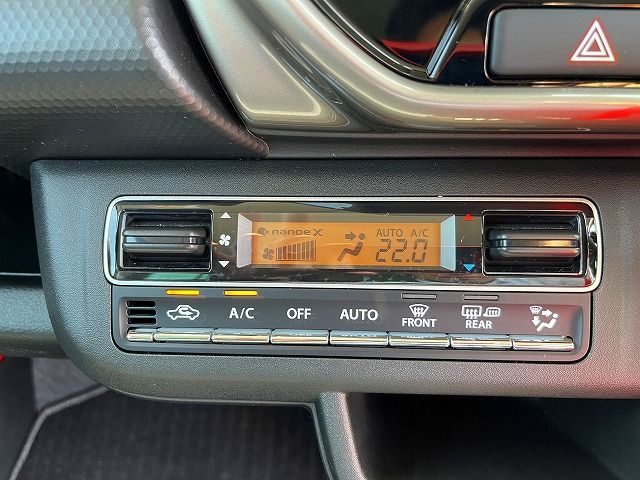 nanoe X
AUTO A/C
22.0
A/C OFF AUTO FRONT REAR